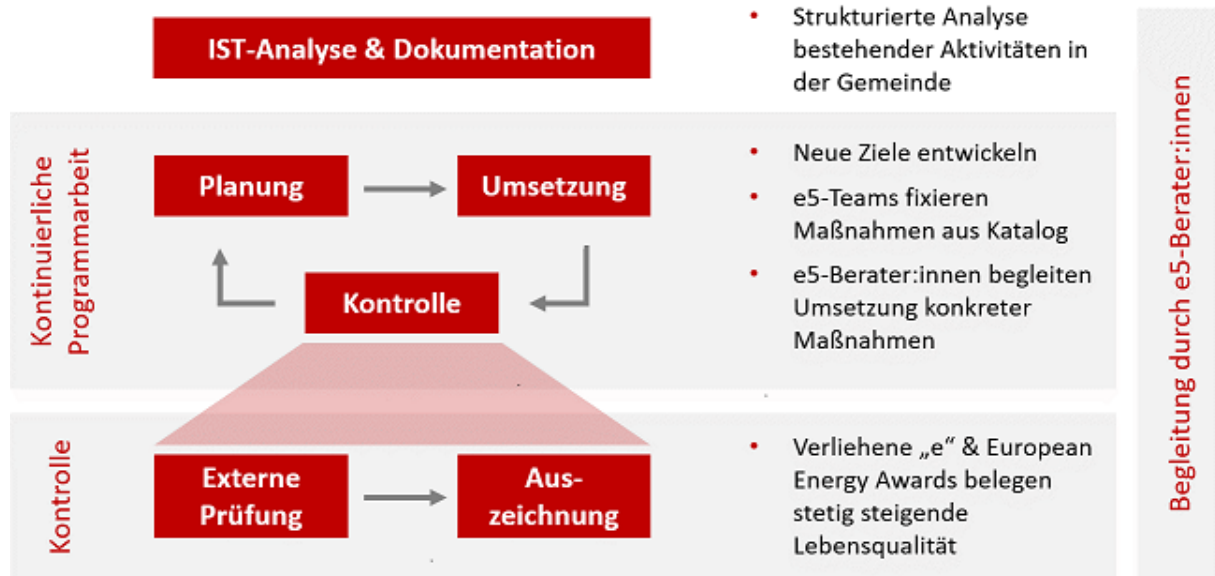 IST-Analyse & Dokumentation
• Strukturierte Analyse
bestehender Aktivitäten in
der Gemeinde
Kontinuierliche
Programmarbeit
Planung
Umsetzung
Kontrolle
• Neue Ziele entwickeln
• e5-Teams fixieren
Maßnahmen aus Katalog
• e5-Berater:innen begleiten
Umsetzung konkreter
Maßnahmen
Kontrolle
Externe
Prüfung
Aus-
zeichnung
• Verliehene „e“ & European
Energy Awards belegen
stetig steigende
Lebensqualität
Begleitung durch e5-Berater:innen